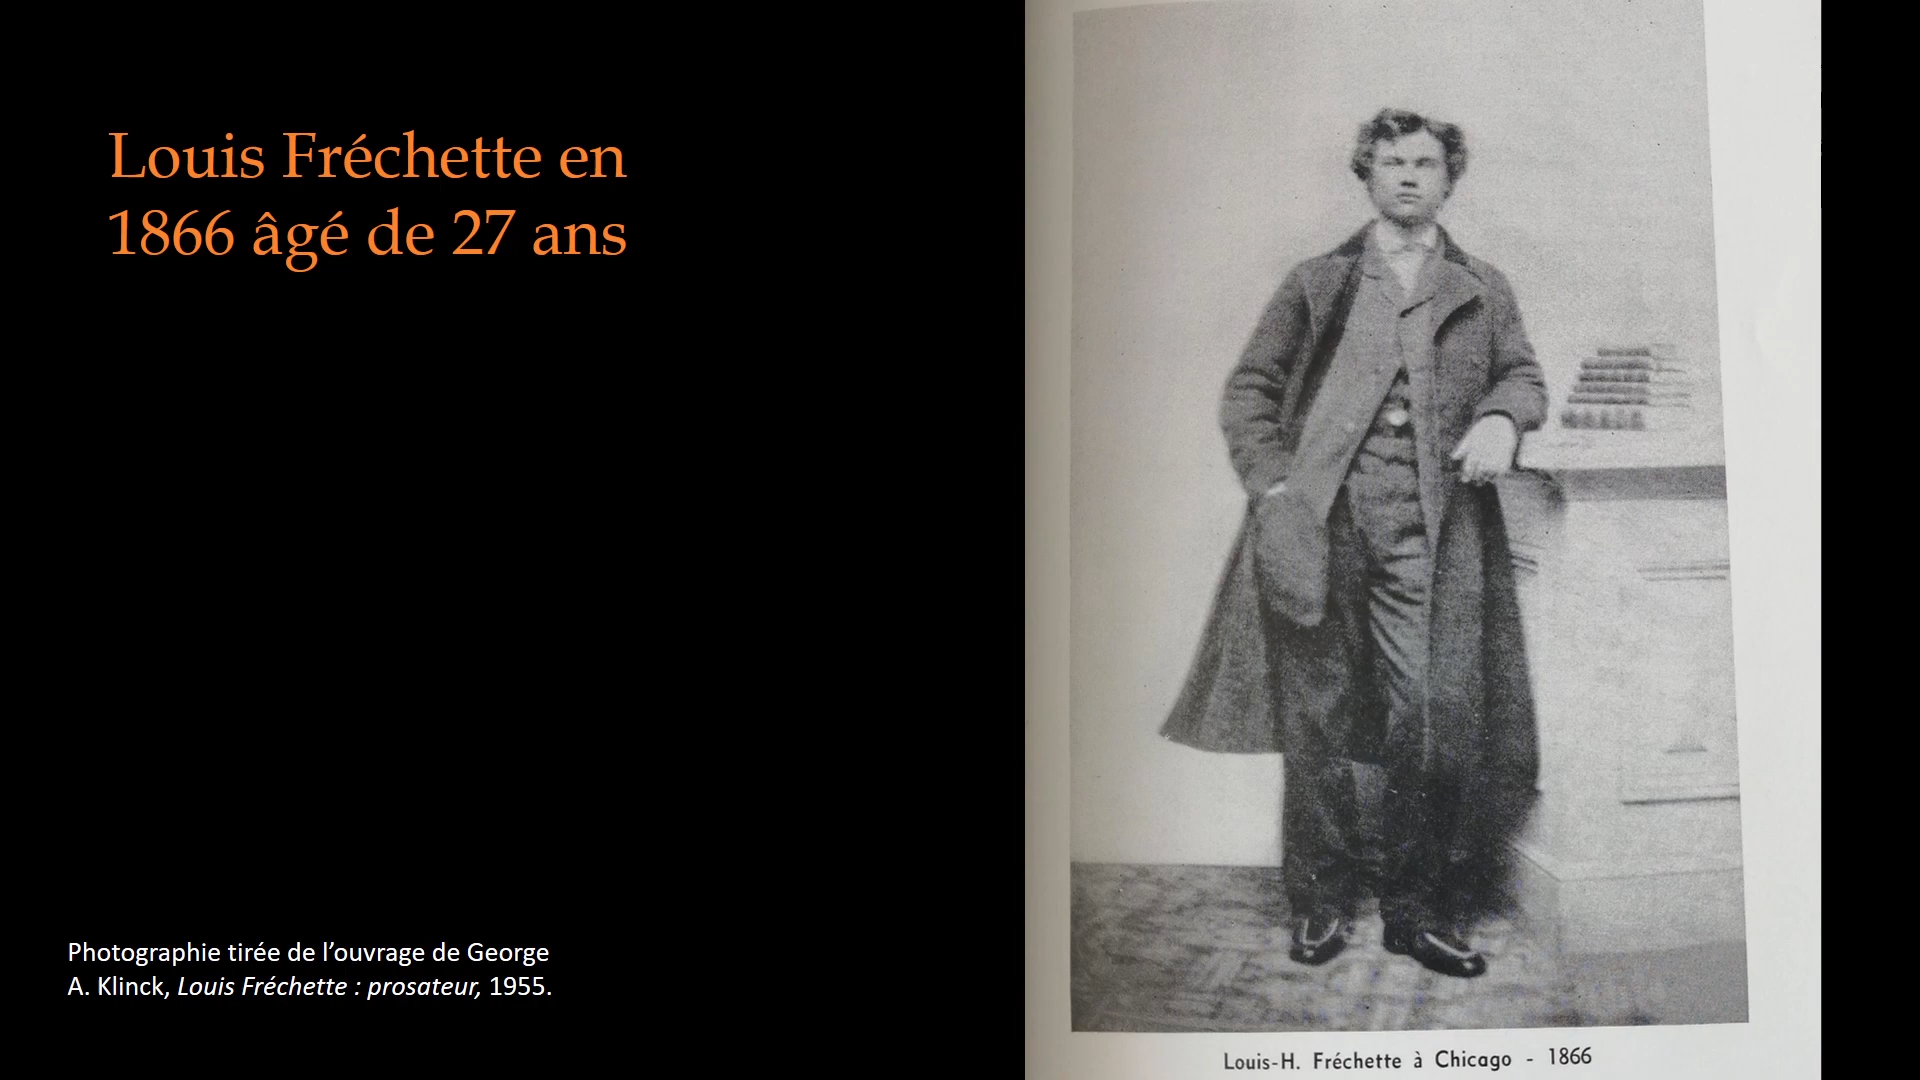 Louis Fréchette en
1866 âgé de 27 ans
Photographie tirée de l’ouvrage de George
A. Klinck, Louis Fréchette : prosateur, 1955.
Louis-H. Fréchette à Chicago - 1866